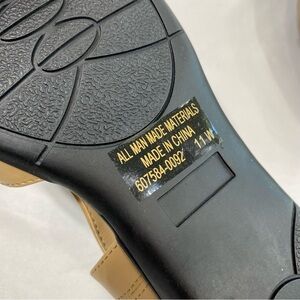 ALL MAN MADE MATERIALS
MADE IN CHINA
607584-0092 11 W